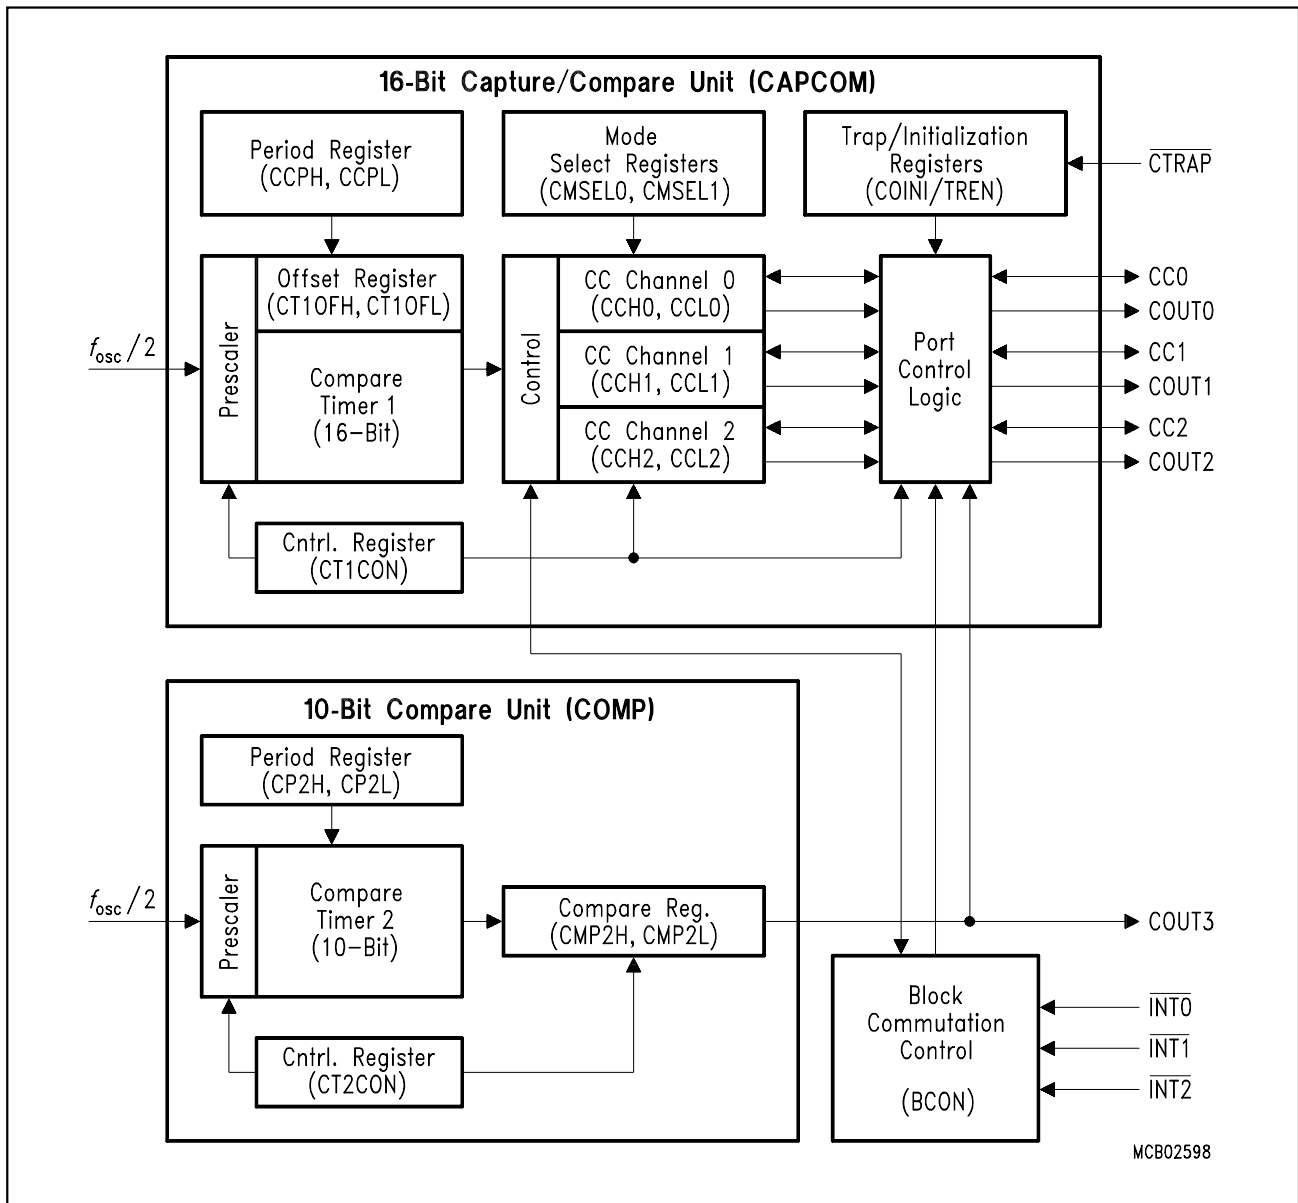 16-Bit Capture/Compare Unit (CAPCOM)
Period Register
(CCPH, CCPL)
Mode
Select Registers
(CMSEL0, CMSEL1)
Trap/Initialization
Registers
(COINI/TREN)
CTRAP
Prescaler
Offset Register
(CT1OFH, CT1OFL)
Compare
Timer 1
(16-Bit)
fosc/2
Control
CC Channel 0
(CCH0, CCL0)
CC Channel 1
(CCH1, CCL1)
CC Channel 2
(CCH2, CCL2)
Port
Control
Logic
CC0
COUT0
CC1
COUT1
CC2
COUT2
Cntrl. Register
(CT1CON)
10-Bit Compare Unit (COMP)
Period Register
(CP2H, CP2L)
fosc/2
Prescaler
Compare
Timer 2
(10-Bit)
Compare Reg.
(CMP2H, CMP2L)
COUT3
Cntrl. Register
(CT2CON)
Block
Commutation
Control
(BCON)
INT0
INT1
INT2
MCB02598